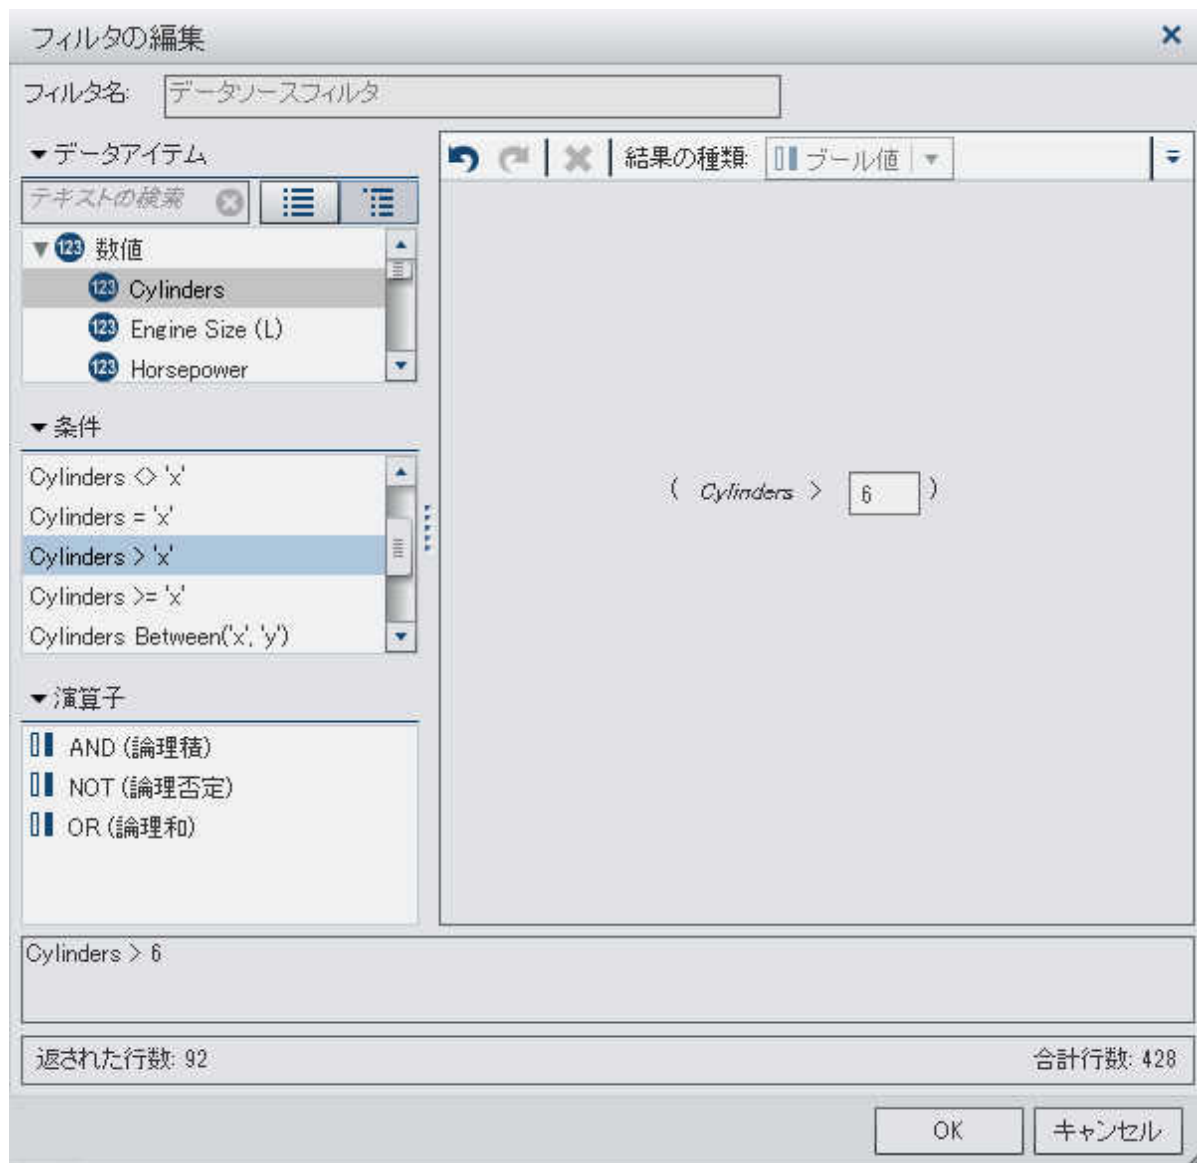 フィルタの編集
フィルタ名: データソースフィルタ
データアイテム
テキストの検索
123 数値
123 Cylinders
123 Engine Size (L)
123 Horsepower
条件
Cylinders <> 'x'
Cylinders = 'x'
Cylinders > 'x'
Cylinders >= 'x'
Cylinders Between('x', 'y')
演算子
AND (論理積)
NOT (論理否定)
OR (論理和)
結果の種類: ブール値
( Cylinders > 6 )
Cylinders > 6
返された行数: 92 合計行数: 428
OK キャンセル